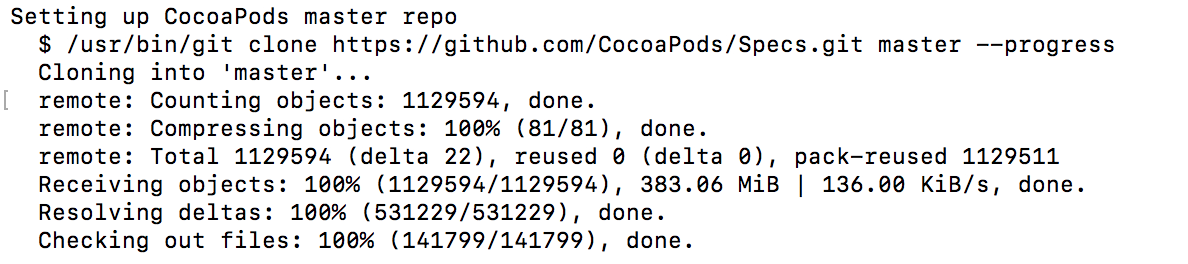 Setting up CocoaPods master repo
$ /usr/bin/git clone https://github.com/CocoaPods/Specs.git master --progress
Cloning into 'master'...
remote: Counting objects: 1129594, done.
remote: Compressing objects: 100% (81/81), done.
remote: Total 1129594 (delta 22), reused 0 (delta 0), pack-reused 1129511
Receiving objects: 100% (1129594/1129594), 383.06 MiB | 136.00 KiB/s, done.
Resolving deltas: 100% (531229/531229), done.
Checking out files: 100% (141799/141799), done.